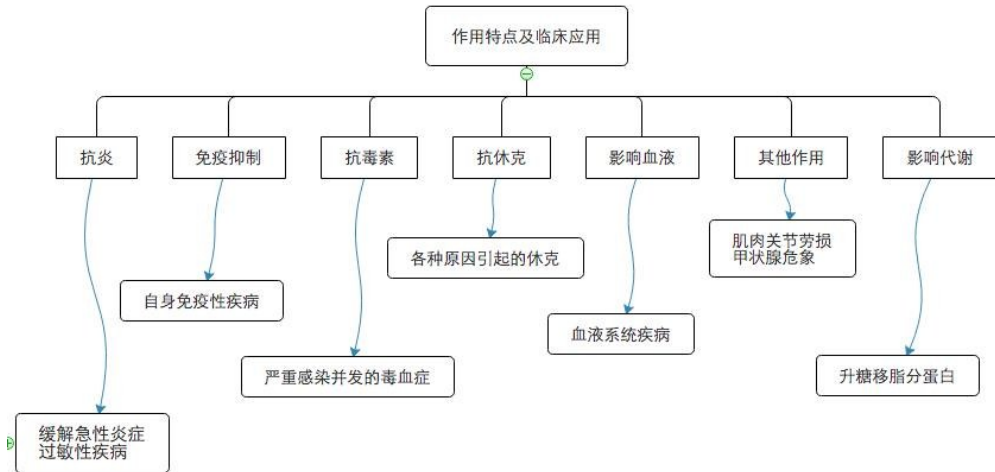 作用特点及临床应用
抗炎
免疫抑制
抗毒素
抗休克
影响血液
其他作用
影响代谢
肌肉关节劳损
甲状腺危象
各种原因引起的休克
自身免疫性疾病
血液系统疾病
严重感染并发的毒血症
升糖移脂分蛋白
缓解急性炎症
过敏性疾病